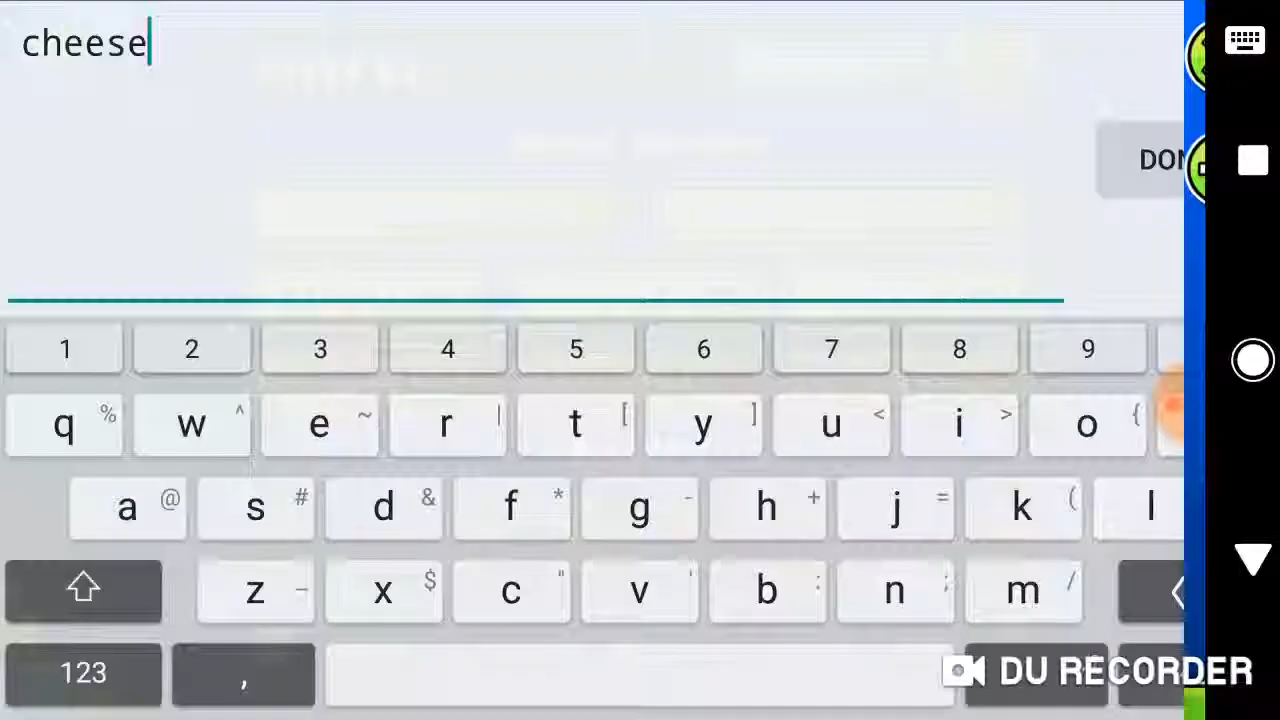 cheese
DON
1 2 3 4 5 6 7 8 9
q % w ^ e ~ r | t [ y ] u < i > o {
a @ s # d & f * g - h + j = k ( l
z _ x $ c " v ' b : n ; m /
123 ,
DU RECORDER